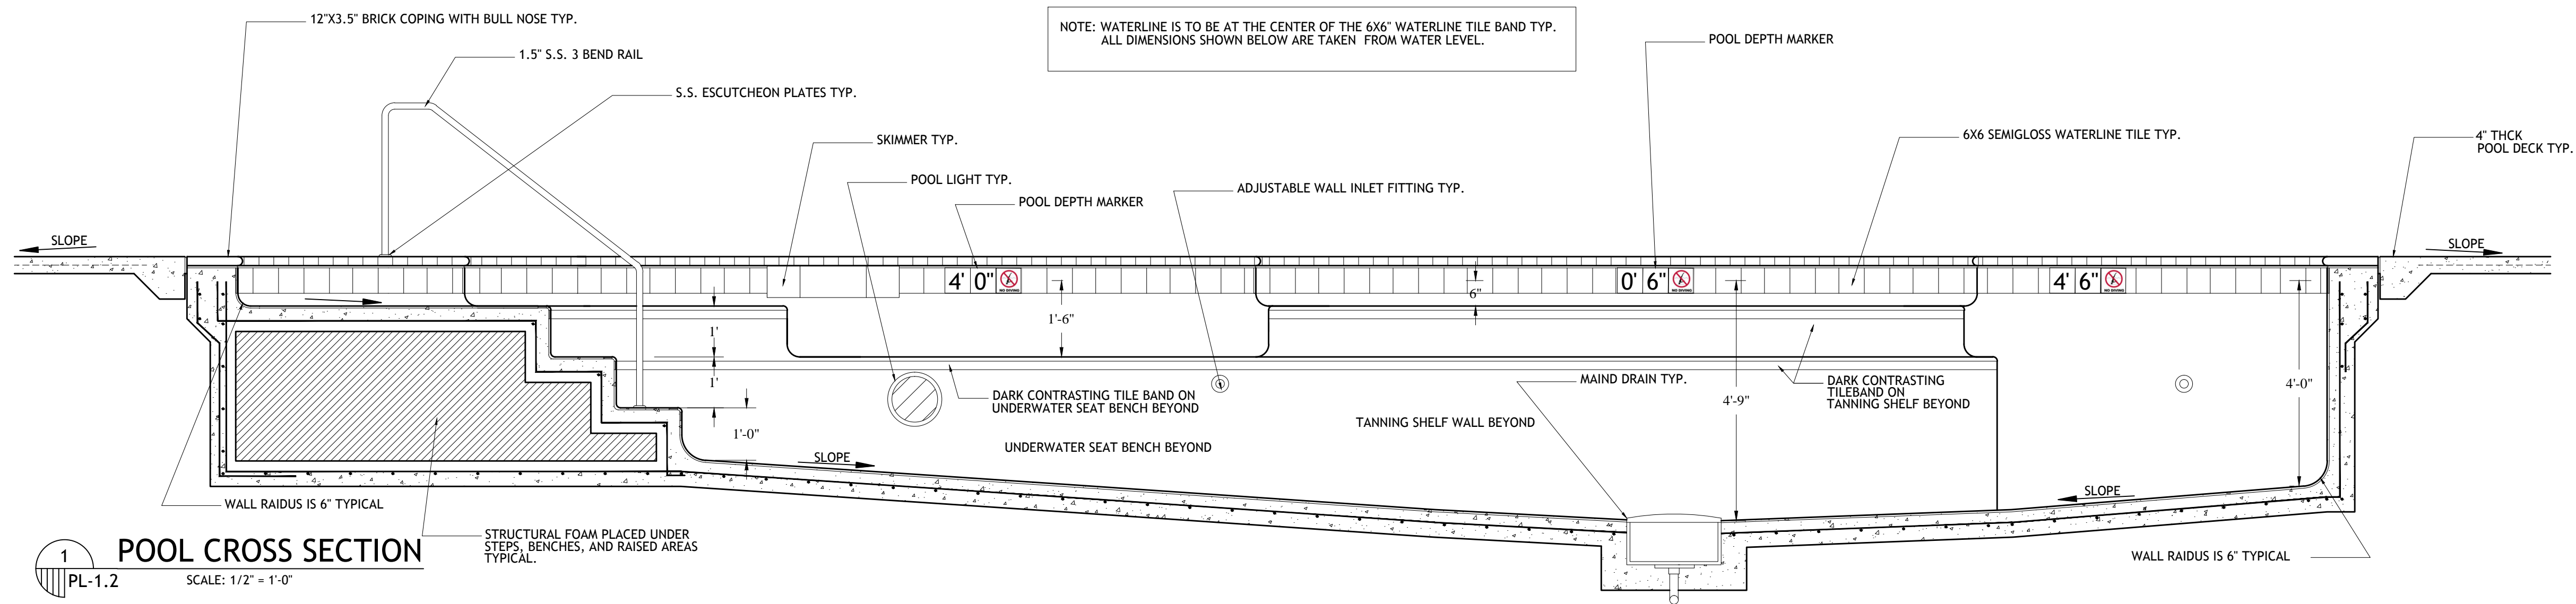 12"X3.5" BRICK COPING WITH BULL NOSE TYP.
1.5" S.S. 3 BEND RAIL
S.S. ESCUTCHEON PLATES TYP.
SKIMMER TYP.
POOL LIGHT TYP.
POOL DEPTH MARKER
ADJUSTABLE WALL INLET FITTING TYP.
NOTE: WATERLINE IS TO BE AT THE CENTER OF THE 6X6" WATERLINE TILE BAND TYP.
ALL DIMENSIONS SHOWN BELOW ARE TAKEN FROM WATER LEVEL.
POOL DEPTH MARKER
6X6 SEMIGLOSS WATERLINE TILE TYP.
4" THCK
POOL DECK TYP.
SLOPE
SLOPE
4' 0"
NO DIVING
0' 6"
NO DIVING
4' 6"
NO DIVING
1'
1'
1'-0"
1'-6"
6"
4'-9"
4'-0"
DARK CONTRASTING TILE BAND ON
UNDERWATER SEAT BENCH BEYOND
UNDERWATER SEAT BENCH BEYOND
MAIND DRAIN TYP.
TANNING SHELF WALL BEYOND
DARK CONTRASTING
TILEBAND ON
TANNING SHELF BEYOND
SLOPE
SLOPE
WALL RAIDUS IS 6" TYPICAL
STRUCTURAL FOAM PLACED UNDER
STEPS, BENCHES, AND RAISED AREAS
TYPICAL.
WALL RAIDUS IS 6" TYPICAL
1
PL-1.2
POOL CROSS SECTION
SCALE: 1/2" = 1'-0"